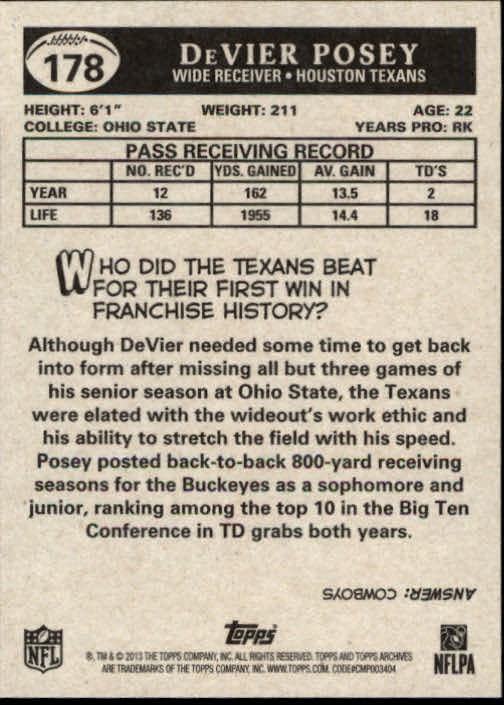 178
DeVIER POSEY
WIDE RECEIVER • HOUSTON TEXANS
HEIGHT: 6'1" WEIGHT: 211 AGE: 22
COLLEGE: OHIO STATE YEARS PRO: RK
PASS RECEIVING RECORD
NO. REC'D YDS. GAINED AV. GAIN TD'S
YEAR 12 162 13.5 2
LIFE 136 1955 14.4 18
WHO DID THE TEXANS BEAT
FOR THEIR FIRST WIN IN
FRANCHISE HISTORY?
Although DeVier needed some time to get back
into form after missing all but three games of
his senior season at Ohio State, the Texans
were elated with the wideout's work ethic and
his ability to stretch the field with his speed.
Posey posted back-to-back 800-yard receiving
seasons for the Buckeyes as a sophomore and
junior, ranking among the top 10 in the Big Ten
Conference in TD grabs both years.
ANSWER: COWBOYS
NFL
Topps
®, TM & © 2013 THE TOPPS COMPANY, INC. ALL RIGHTS RESERVED. TOPPS AND TOPPS ARCHIVES
ARE TRADEMARKS OF THE TOPPS COMPANY, INC. WWW.TOPPS.COM. CODE#CMP003404
NFLPA